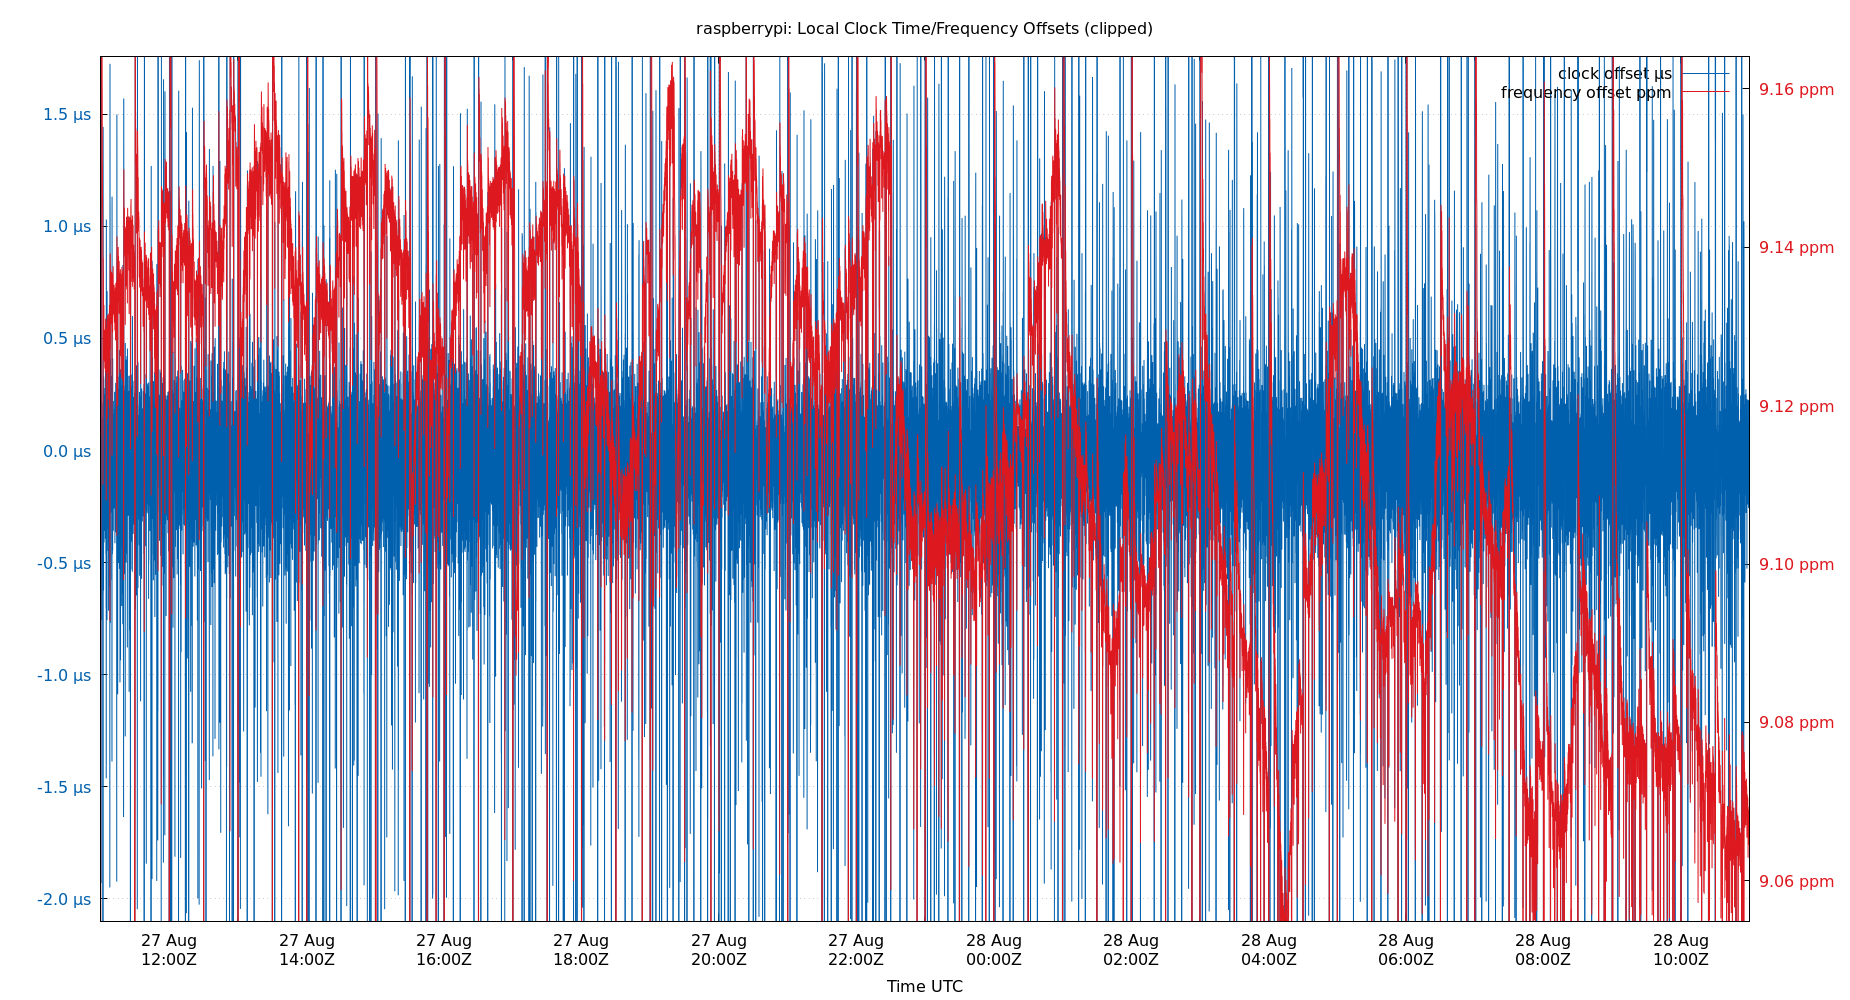 raspberrypi: Local Clock Time/Frequency Offsets (clipped)
clock offset µs
frequency offset ppm
1.5 µs
1.0 µs
0.5 µs
0.0 µs
-0.5 µs
-1.0 µs
-1.5 µs
-2.0 µs
9.16 ppm
9.14 ppm
9.12 ppm
9.10 ppm
9.08 ppm
9.06 ppm
27 Aug 27 Aug 27 Aug 27 Aug 27 Aug 27 Aug 28 Aug 28 Aug 28 Aug 28 Aug 28 Aug 28 Aug
12:00Z 14:00Z 16:00Z 18:00Z 20:00Z 22:00Z 00:00Z 02:00Z 04:00Z 06:00Z 08:00Z 10:00Z
Time UTC